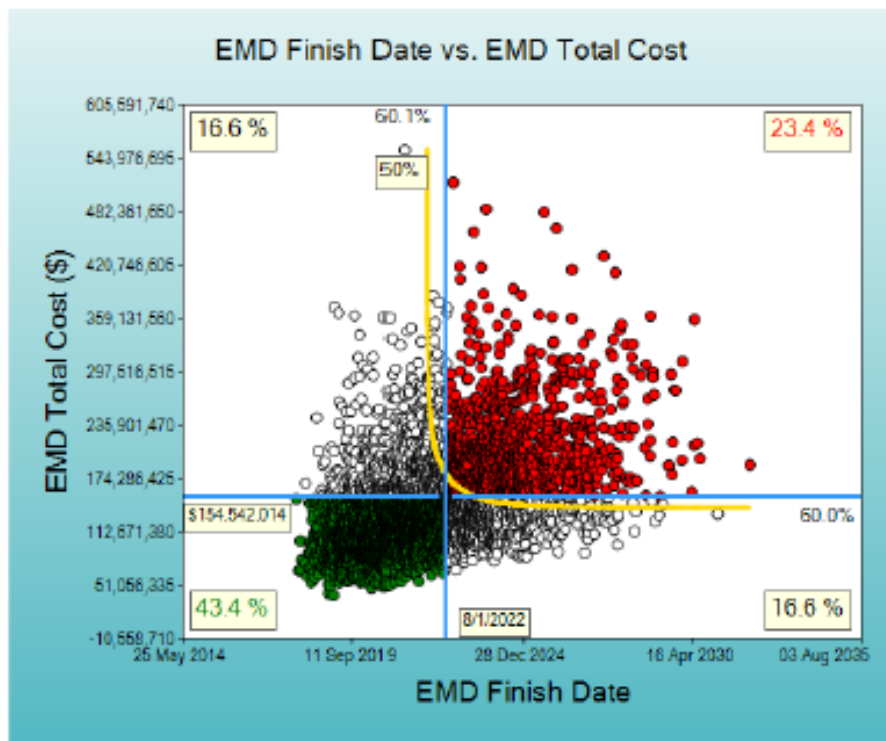 EMD Finish Date vs. EMD Total Cost
605,591,740
543,976,695
482,361,650
420,746,605
359,131,560
297,516,515
235,901,470
174,286,425
112,671,380
51,056,335
-10,558,710
EMD Total Cost ($)
16.6 %
60.1%
50%
23.4 %
$154,542,014
60.0%
43.4 %
8/1/2022
16.6 %
25 May 2014
11 Sep 2019
28 Dec 2024
16 Apr 2030
03 Aug 2035
EMD Finish Date